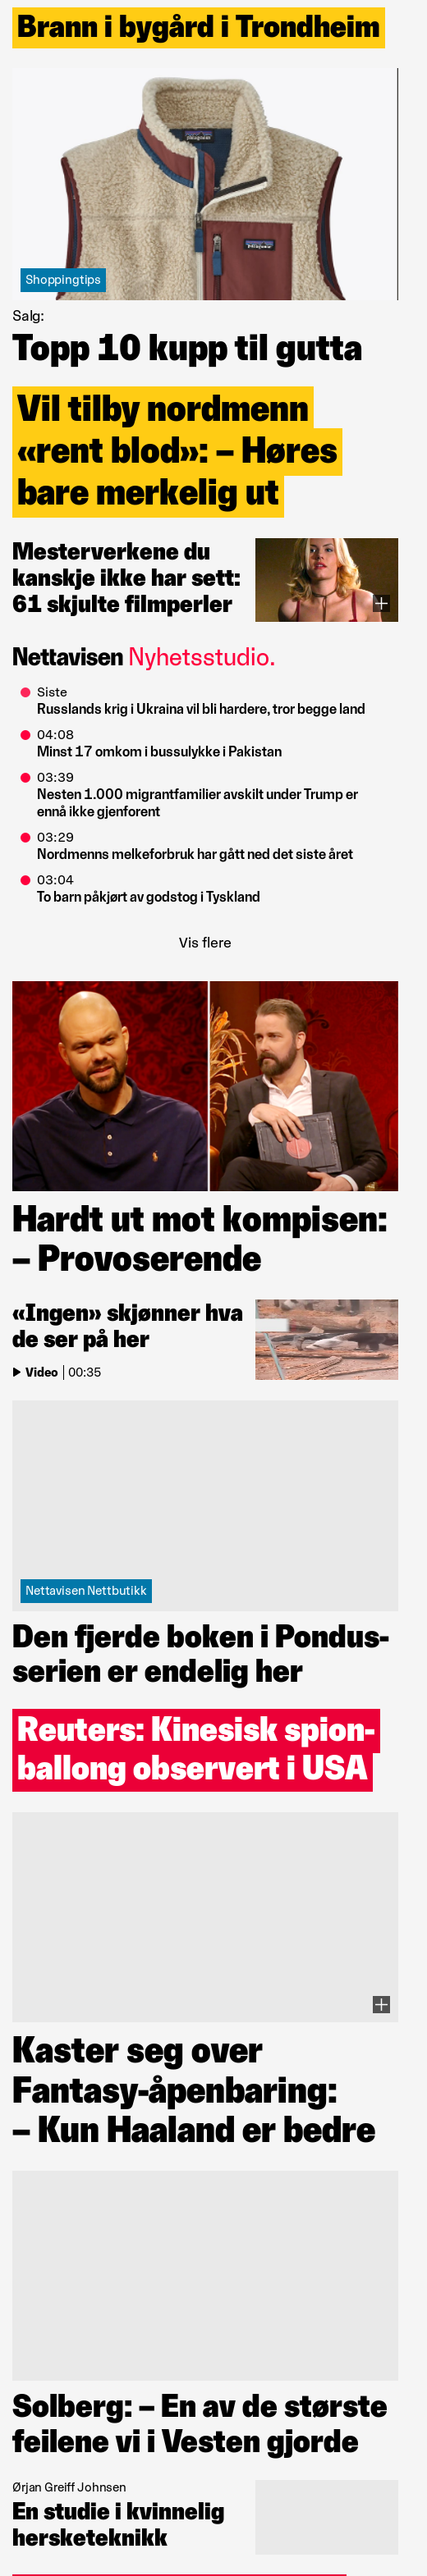 Brann i bygård i Trondheim
patagonia
patagonia
Shoppingtips
Salg:
Topp 10 kupp til gutta
Vil tilby nordmenn
«rent blod»: – Høres
bare merkelig ut
Mesterverkene du
kanskje ikke har sett:
61 skjulte filmperler
Nettavisen Nyhetsstudio.
Siste
Russlands krig i Ukraina vil bli hardere, tror begge land
04:08
Minst 17 omkom i bussulykke i Pakistan
03:39
Nesten 1.000 migrantfamilier avskilt under Trump er
ennå ikke gjenforent
03:29
Nordmenns melkeforbruk har gått ned det siste året
03:04
To barn påkjørt av godstog i Tyskland
Vis flere
Hardt ut mot kompisen:
– Provoserende
«Ingen» skjønner hva
de ser på her
Video 00:35
Nettavisen Nettbutikk
Den fjerde boken i Pondus-
serien er endelig her
Reuters: Kinesisk spion-
ballong observert i USA
Kaster seg over
Fantasy-åpenbaring:
– Kun Haaland er bedre
Solberg: – En av de største
feilene vi i Vesten gjorde
Ørjan Greiff Johnsen
En studie i kvinnelig
hersketeknikk